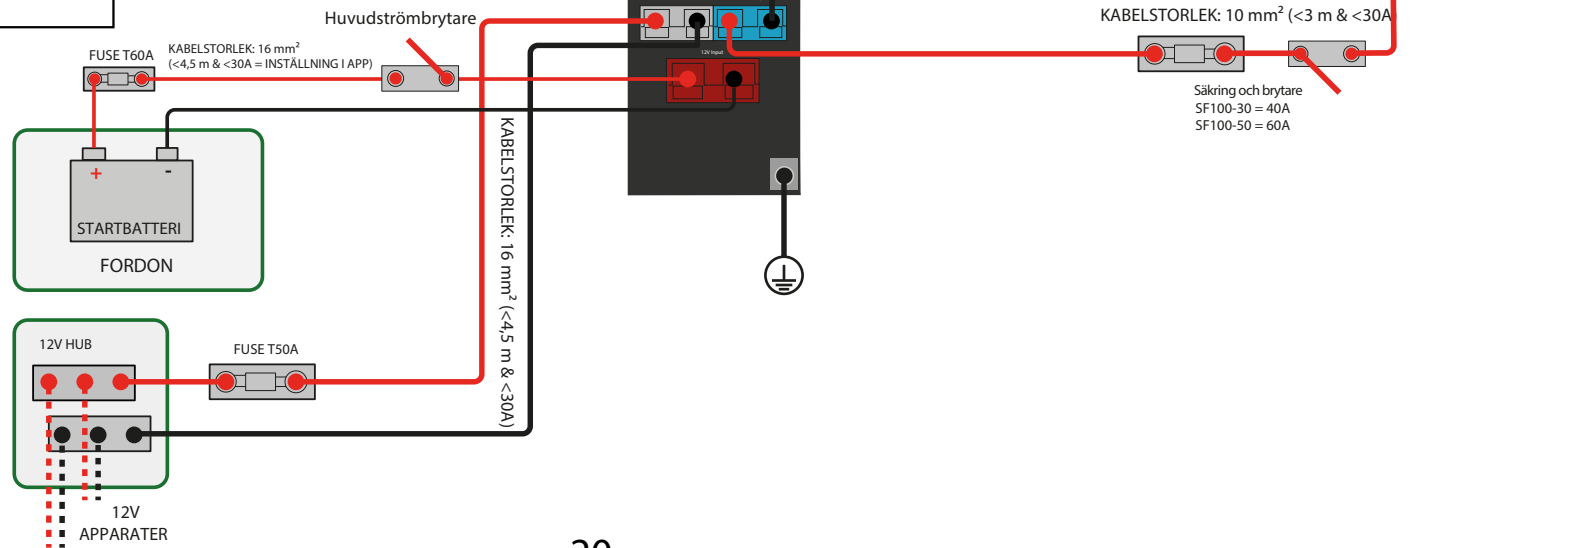 Huvudströmbrytare
KABELSTORLEK: 10 mm² (<3 m & <30A
FUSE T60A
KABELSTORLEK: 16 mm²
(<4,5 m & <30A = INSTÄLLNING I APP)
12V Input
Säkring och brytare
SF100-30 = 40A
SF100-50 = 60A
KABELSTORLEK: 16 mm² (<4,5 m & <30A)
+
-
STARTBATTERI
FORDON
12V HUB
FUSE T50A
12V
APPARATER